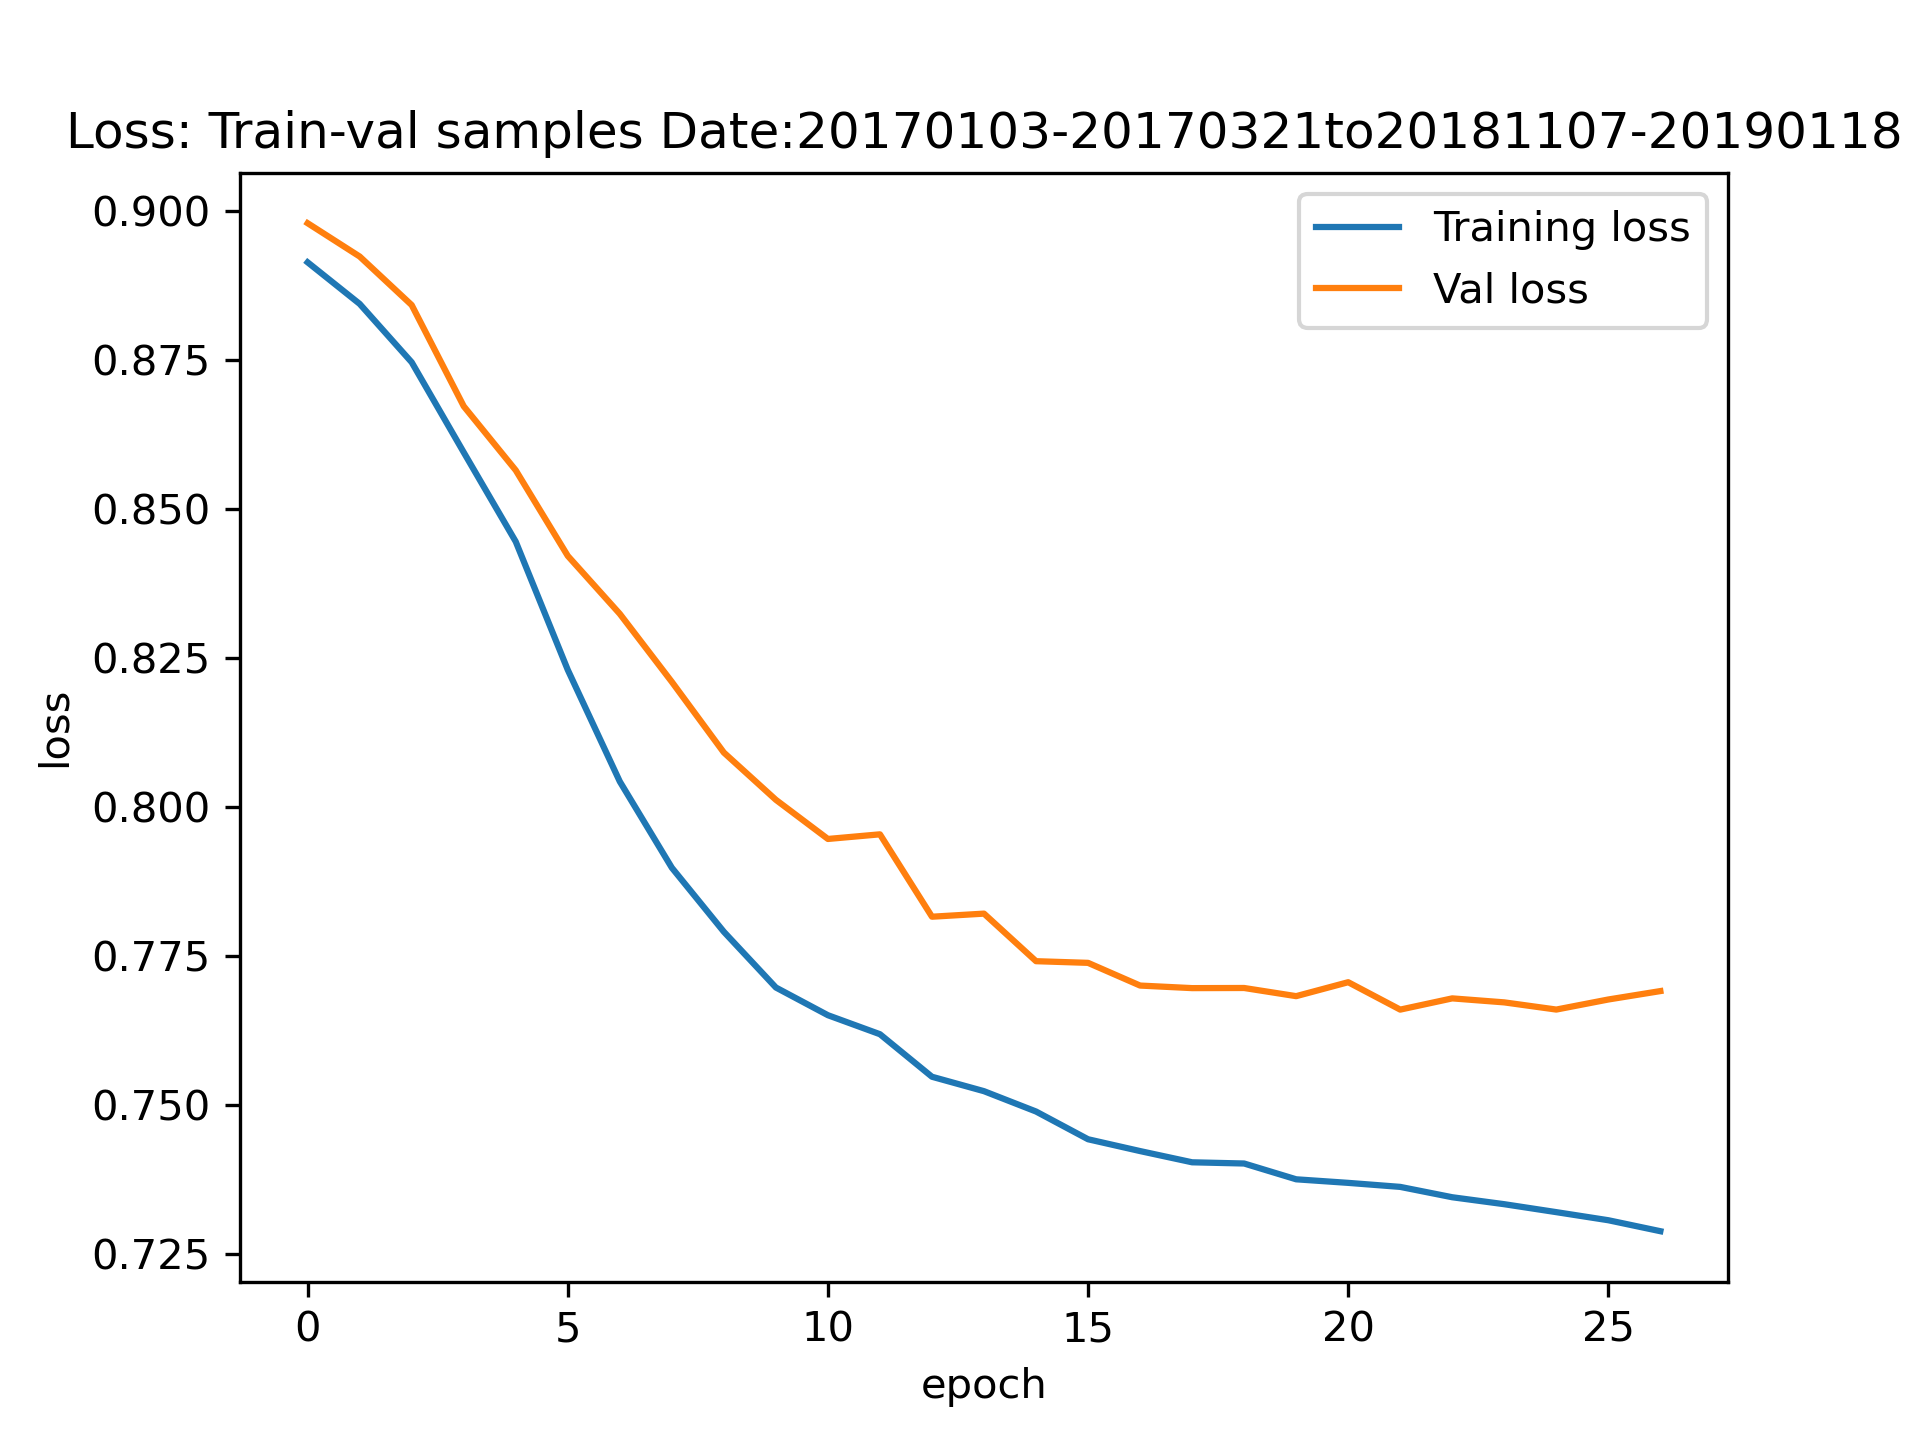 Loss: Train-val samples Date:20170103-20170321to20181107-20190118
Training loss
Val loss
0.900
0.875
0.850
0.825
0.800
0.775
0.750
0.725
loss
0 5 10 15 20 25
epoch